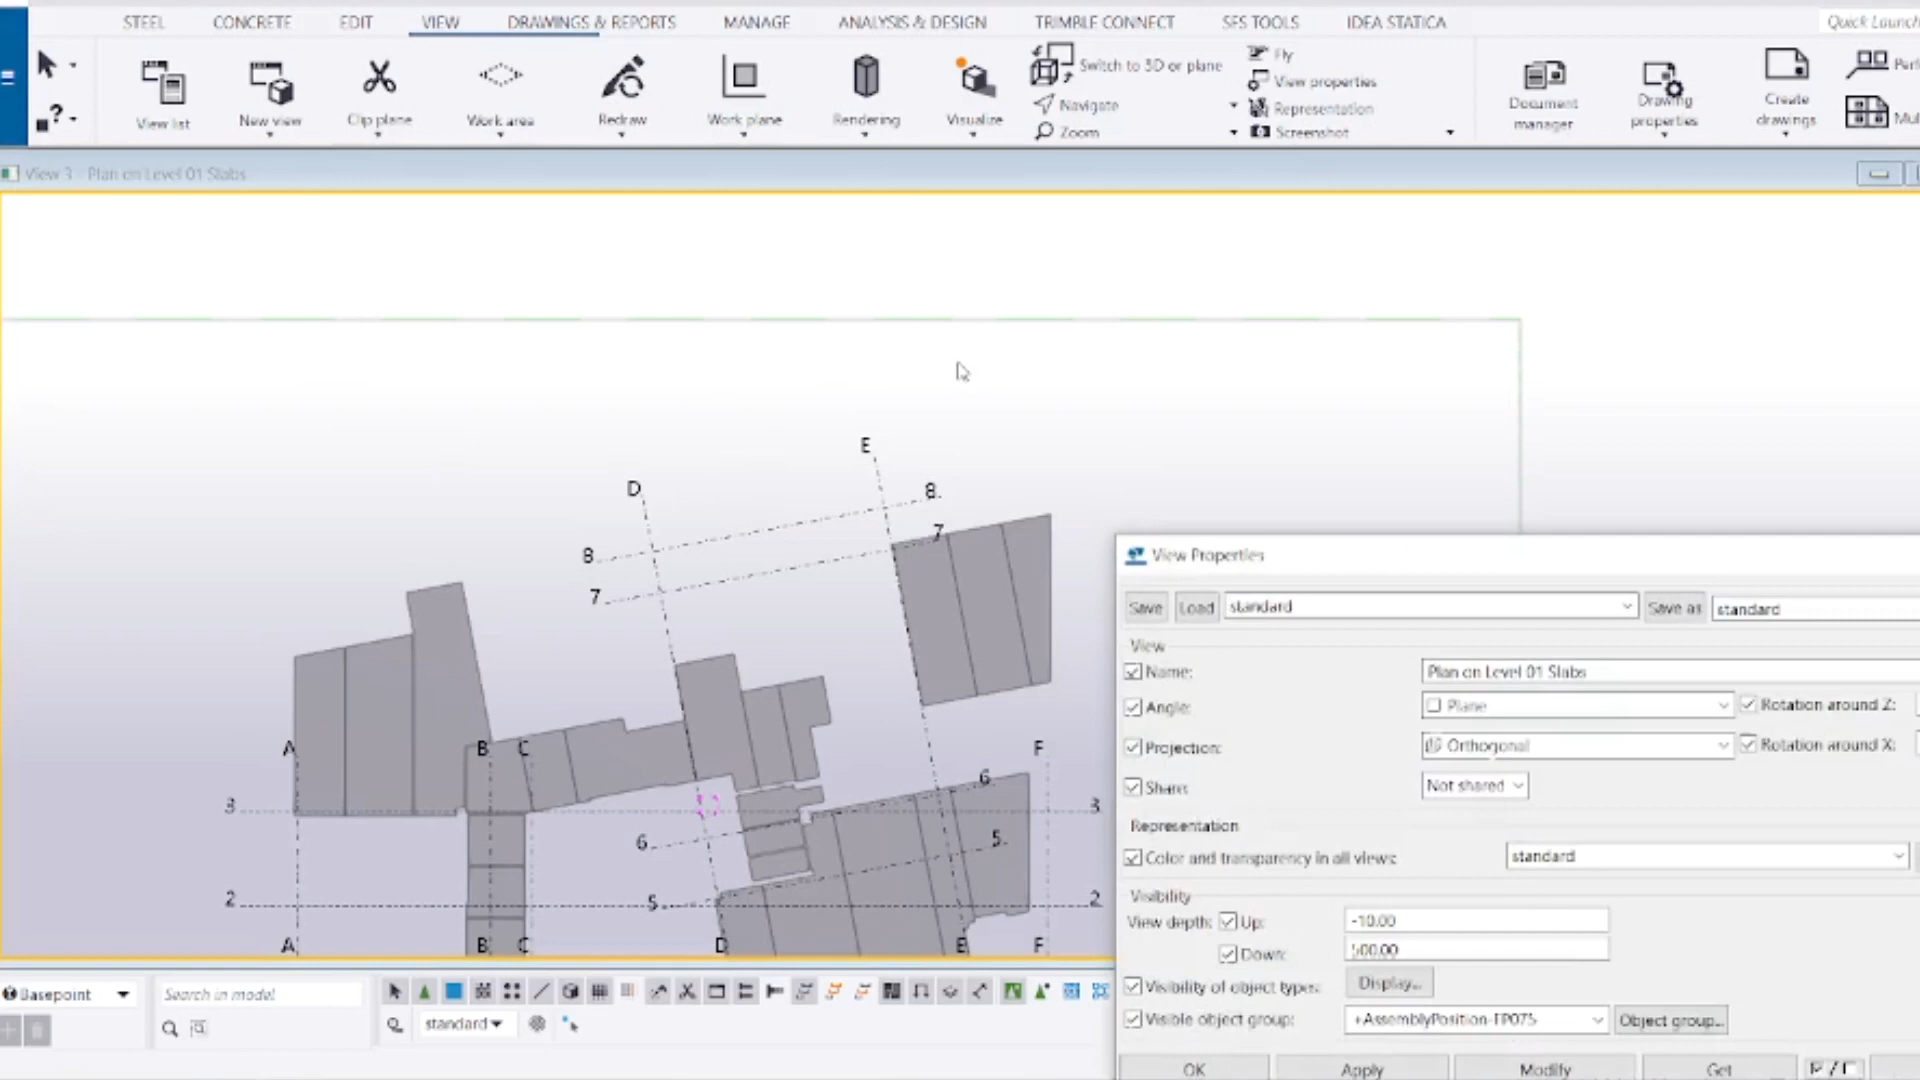 STEEL CONCRETE EDIT VIEW DRAWINGS & REPORTS MANAGE ANALYSIS & DESIGN TRIMBLE CONNECT SFS TOOLS IDEA STATICA Quick Launch
View list
New view
Clip plane
Work area
Redraw
Work plane
Rendering
Visualize
Switch to 3D or plane
Navigate
Zoom
Fly
View properties
Representation
Screenshot
Document manager
Drawing properties
Create drawings
View 3 - Plan on Level 01 Slabs
E
D
8
8
7
7
A B C F
6
3 3
6 5
2 5 2
A B C D E F
View Properties
Save Load standard Save as standard
View
Name: Plan on Level 01 Slabs
Angle: Plane Rotation around Z:
Projection: Orthogonal Rotation around X:
Share: Not shared
Representation
Color and transparency in all views: standard
Visibility
View depth: Up: -10.00
Down: 500.00
Visibility of object types: Display...
Visible object group: +AssemblyPosition-FP075 Object group...
OK Apply Modify Get
Basepoint Search in model
standard